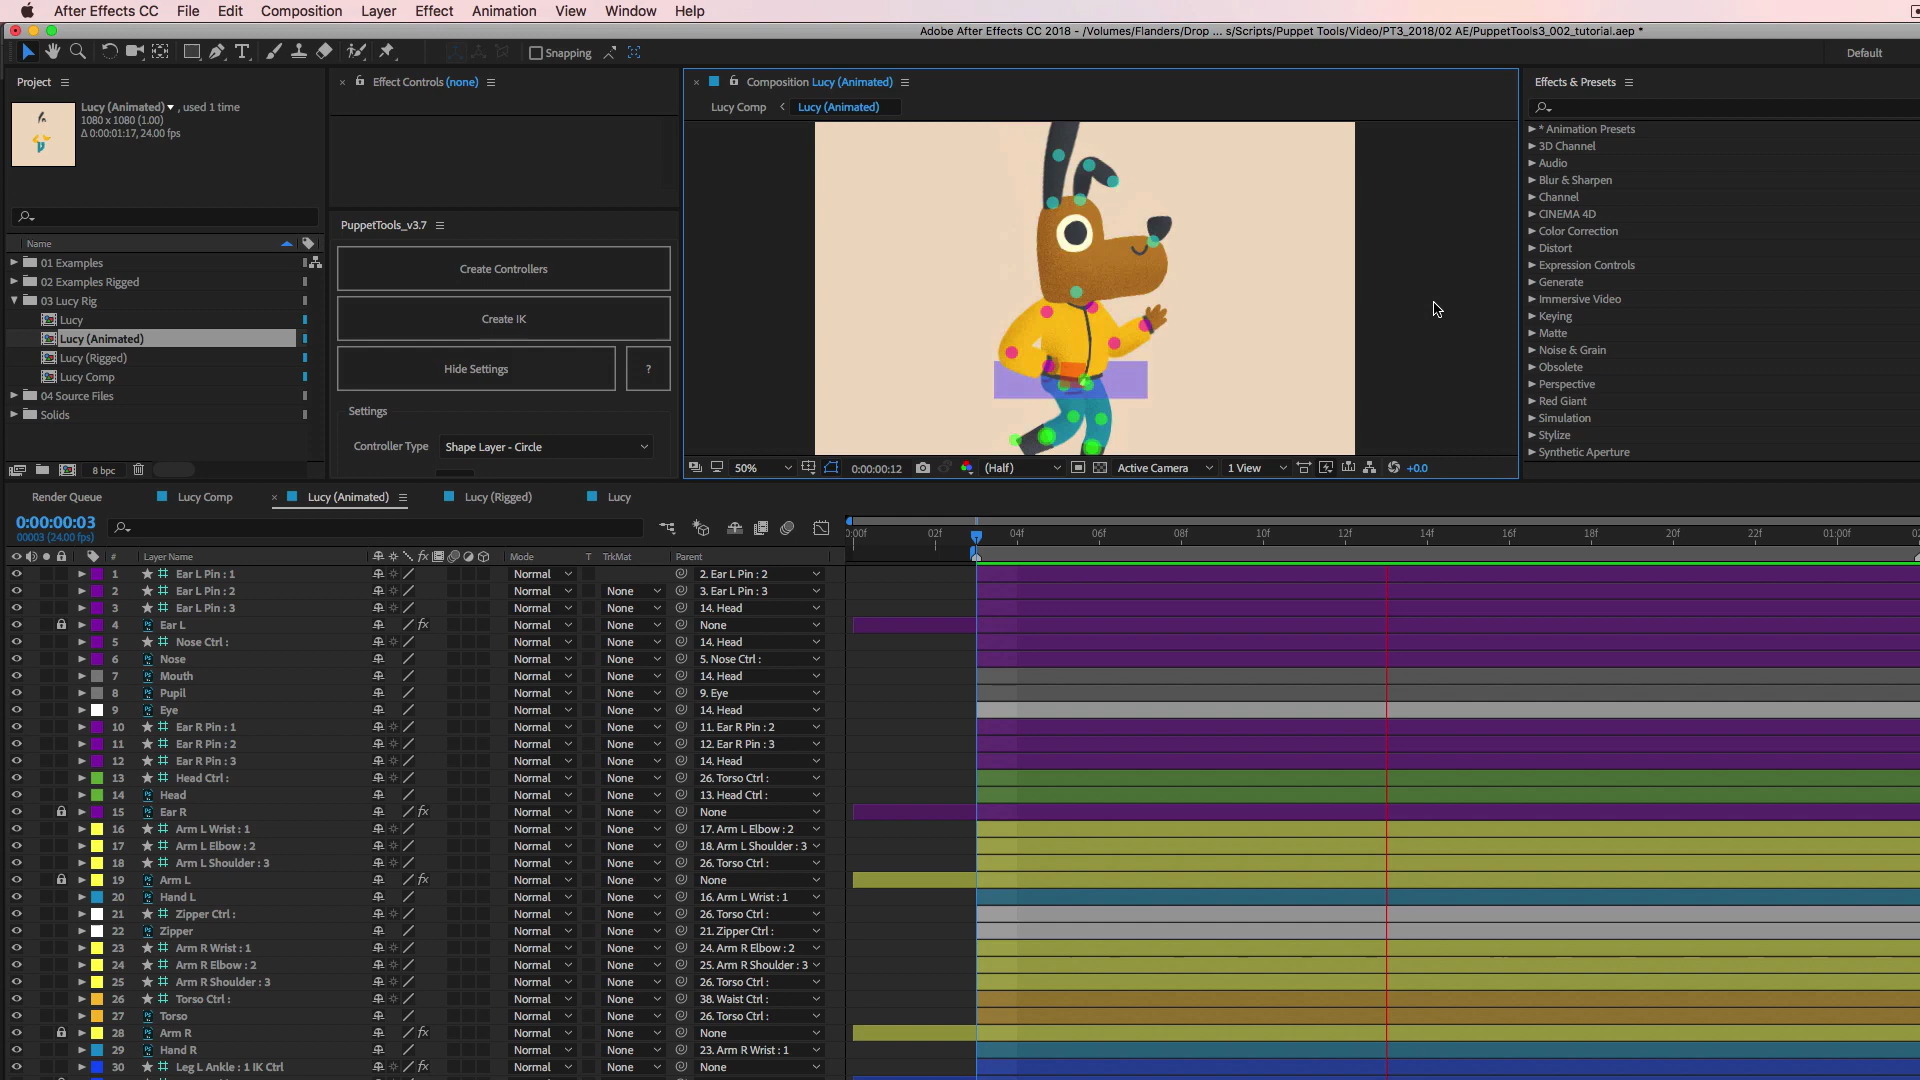 After Effects CC File Edit Composition Layer Effect Animation View Window Help
Adobe After Effects CC 2018 - /Volumes/Flanders/Drop ... s/Scripts/Puppet Tools/Video/PT3_2018/02 AE/PuppetTools3_002_tutorial.aep *
Snapping
Default
Project
Effect Controls (none)
Composition Lucy (Animated)
Effects & Presets
Lucy (Animated) , used 1 time
1080 x 1080 (1.00)
Δ 0:00:01:17, 24.00 fps
Lucy Comp Lucy (Animated)
* Animation Presets
3D Channel
Audio
Blur & Sharpen
Channel
CINEMA 4D
Color Correction
Distort
Expression Controls
Generate
Immersive Video
Keying
Matte
Noise & Grain
Obsolete
Perspective
Red Giant
Simulation
Stylize
Synthetic Aperture
Name
01 Examples
02 Examples Rigged
03 Lucy Rig
Lucy
Lucy (Animated)
Lucy (Rigged)
Lucy Comp
04 Source Files
Solids
8 bpc
PuppetTools_v3.7
Create Controllers
Create IK
Hide Settings ?
Settings
Controller Type Shape Layer - Circle
50% 0:00:00:12 (Half) Active Camera 1 View +0.0
Render Queue Lucy Comp Lucy (Animated) Lucy (Rigged) Lucy
0:00:00:03
00003 (24.00 fps)
:00f 02f 04f 06f 08f 10f 12f 14f 16f 18f 20f 22f 01:00f 02
# Layer Name Mode T TrkMat Parent
1 Ear L Pin : 1 Normal 2. Ear L Pin : 2
2 Ear L Pin : 2 Normal None 3. Ear L Pin : 3
3 Ear L Pin : 3 Normal None 14. Head
4 Ear L fx Normal None None
5 Nose Ctrl : Normal None 14. Head
6 Nose Normal None 5. Nose Ctrl :
7 Mouth Normal None 14. Head
8 Pupil Normal None 9. Eye
9 Eye Normal None 14. Head
10 Ear R Pin : 1 Normal None 11. Ear R Pin : 2
11 Ear R Pin : 2 Normal None 12. Ear R Pin : 3
12 Ear R Pin : 3 Normal None 14. Head
13 Head Ctrl : Normal None 26. Torso Ctrl :
14 Head Normal None 13. Head Ctrl :
15 Ear R fx Normal None None
16 Arm L Wrist : 1 Normal None 17. Arm L Elbow : 2
17 Arm L Elbow : 2 Normal None 18. Arm L Shoulder : 3
18 Arm L Shoulder : 3 Normal None 26. Torso Ctrl :
19 Arm L fx Normal None None
20 Hand L Normal None 16. Arm L Wrist : 1
21 Zipper Ctrl : Normal None 26. Torso Ctrl :
22 Zipper Normal None 21. Zipper Ctrl :
23 Arm R Wrist : 1 Normal None 24. Arm R Elbow : 2
24 Arm R Elbow : 2 Normal None 25. Arm R Shoulder : 3
25 Arm R Shoulder : 3 Normal None 26. Torso Ctrl :
26 Torso Ctrl : Normal None 38. Waist Ctrl :
27 Torso Normal None 26. Torso Ctrl :
28 Arm R fx Normal None None
29 Hand R Normal None 23. Arm R Wrist : 1
30 Leg L Ankle : 1 IK Ctrl fx Normal None None